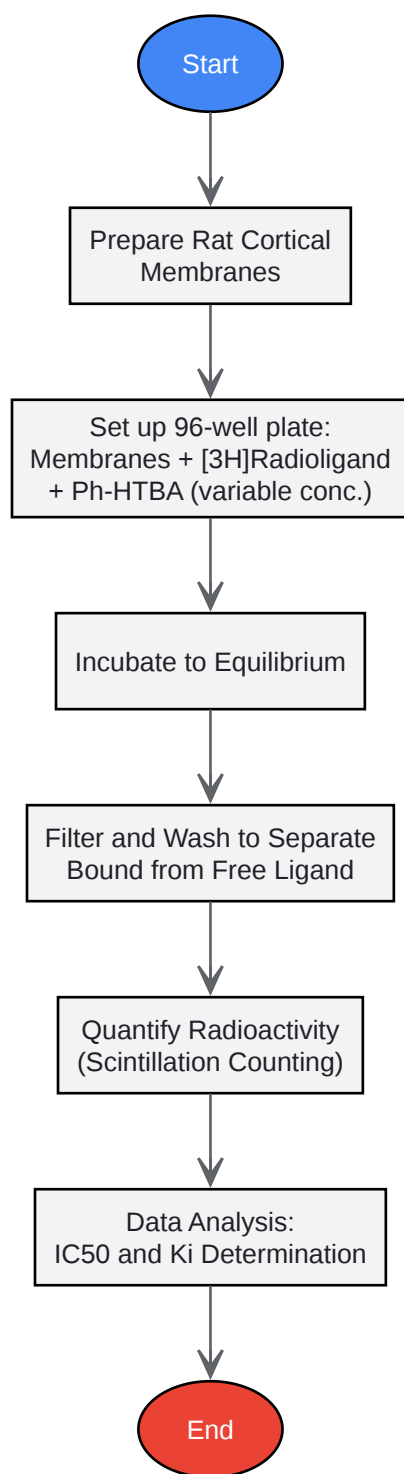 Start
Prepare Rat Cortical
Membranes
Set up 96-well plate:
Membranes + [3H]Radioligand
+ Ph-HTBA (variable conc.)
Incubate to Equilibrium
Filter and Wash to Separate
Bound from Free Ligand
Quantify Radioactivity
(Scintillation Counting)
Data Analysis:
IC50 and Ki Determination
End